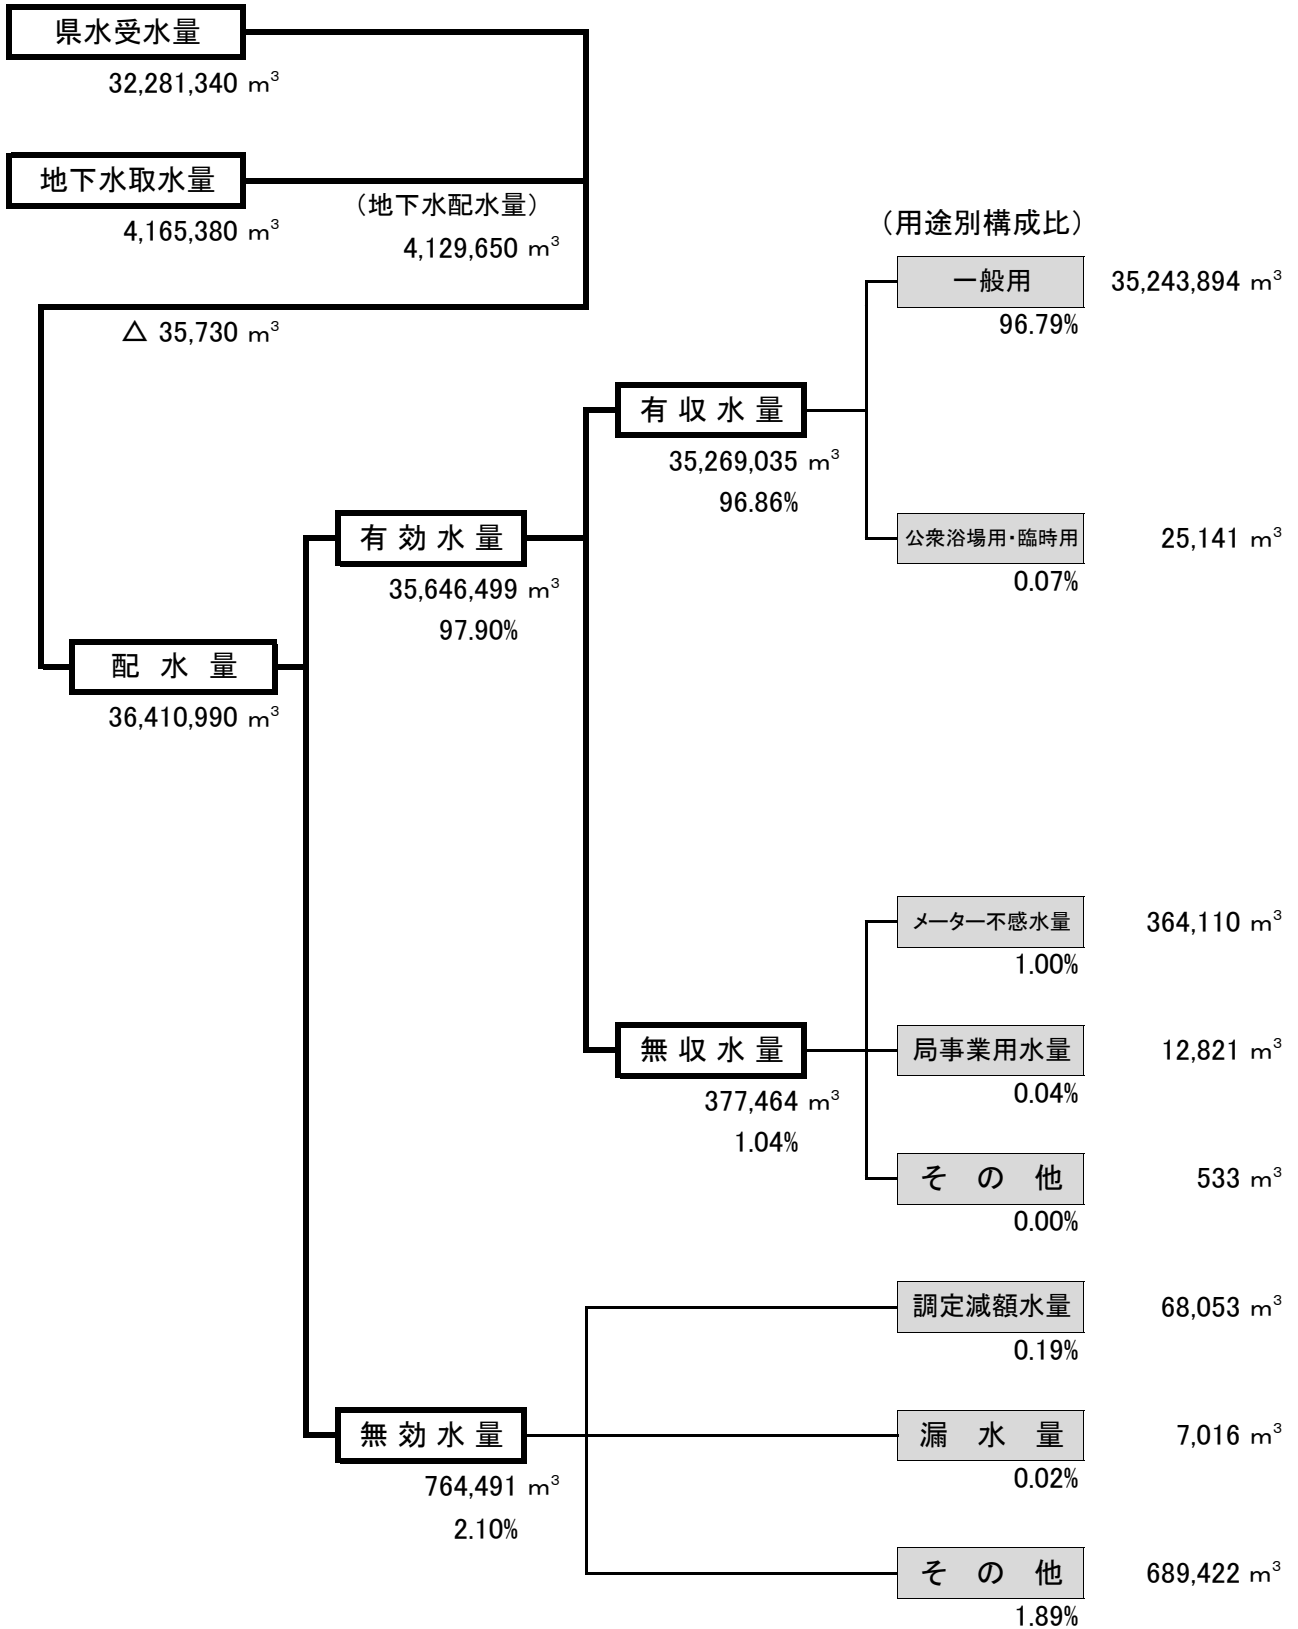 県水受水量
32,281,340 ｍ³
地下水取水量
4,165,380 ｍ³
（地下水配水量）
4,129,650 ｍ³
△ 35,730 ｍ³
（用途別構成比）
一般用 35,243,894 ｍ³
96.79%
有 収 水 量
35,269,035 ｍ³
96.86%
公衆浴場用・臨時用 25,141 ｍ³
0.07%
有 効 水 量
35,646,499 ｍ³
97.90%
配 水 量
36,410,990 ｍ³
メーター不感水量 364,110 ｍ³
1.00%
無 収 水 量
377,464 ｍ³
1.04%
局事業用水量 12,821 ｍ³
0.04%
そ の 他 533 ｍ³
0.00%
調定減額水量 68,053 ｍ³
0.19%
無 効 水 量
764,491 ｍ³
2.10%
漏 水 量 7,016 ｍ³
0.02%
そ の 他 689,422 ｍ³
1.89%